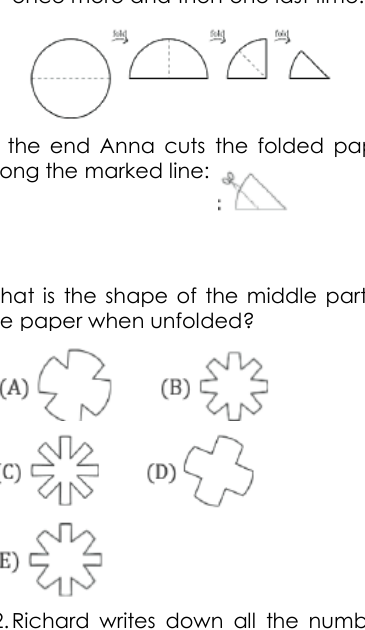 once more and then one last time.
fold fold fold
the end Anna cuts the folded pap
ong the marked line:
:
hat is the shape of the middle part
e paper when unfolded?
(A) (B)
(C) (D)
E)
2. Richard writes down all the numb